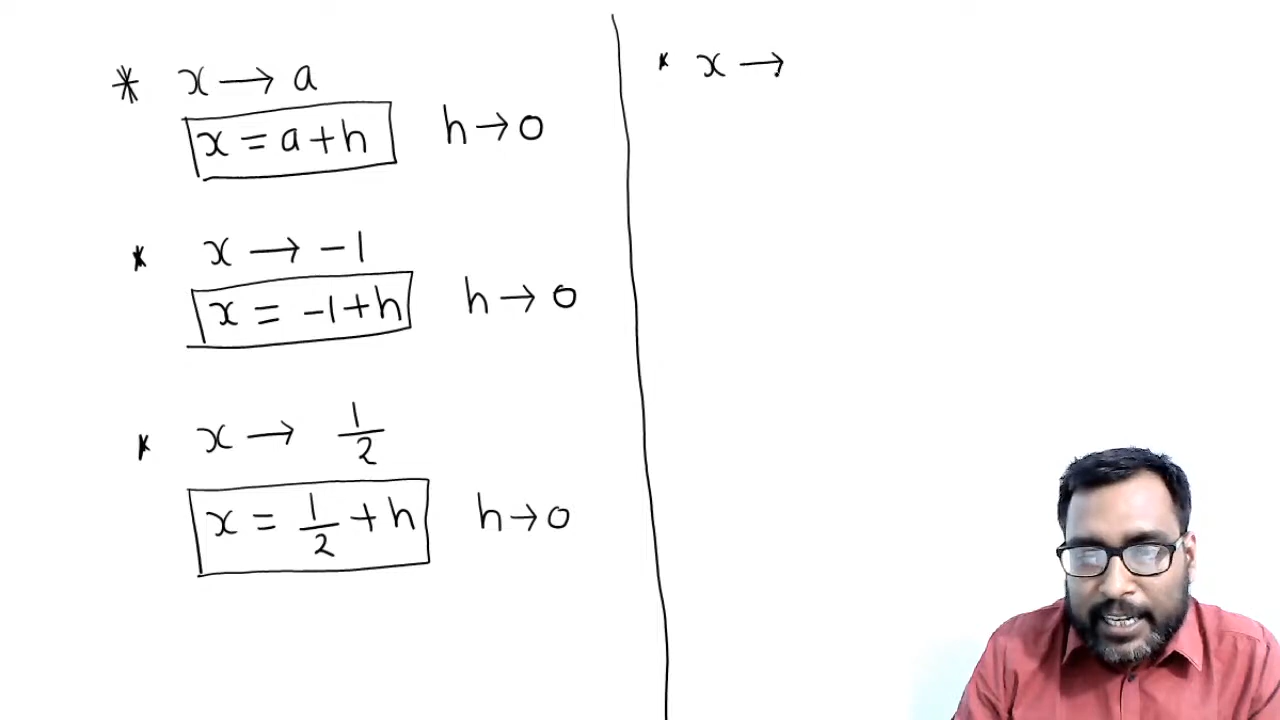 * x → a
x = a + h h → 0
* x → -1
x = -1 + h h → 0
* x → 1/2
x = 1/2 + h h → 0
* x →